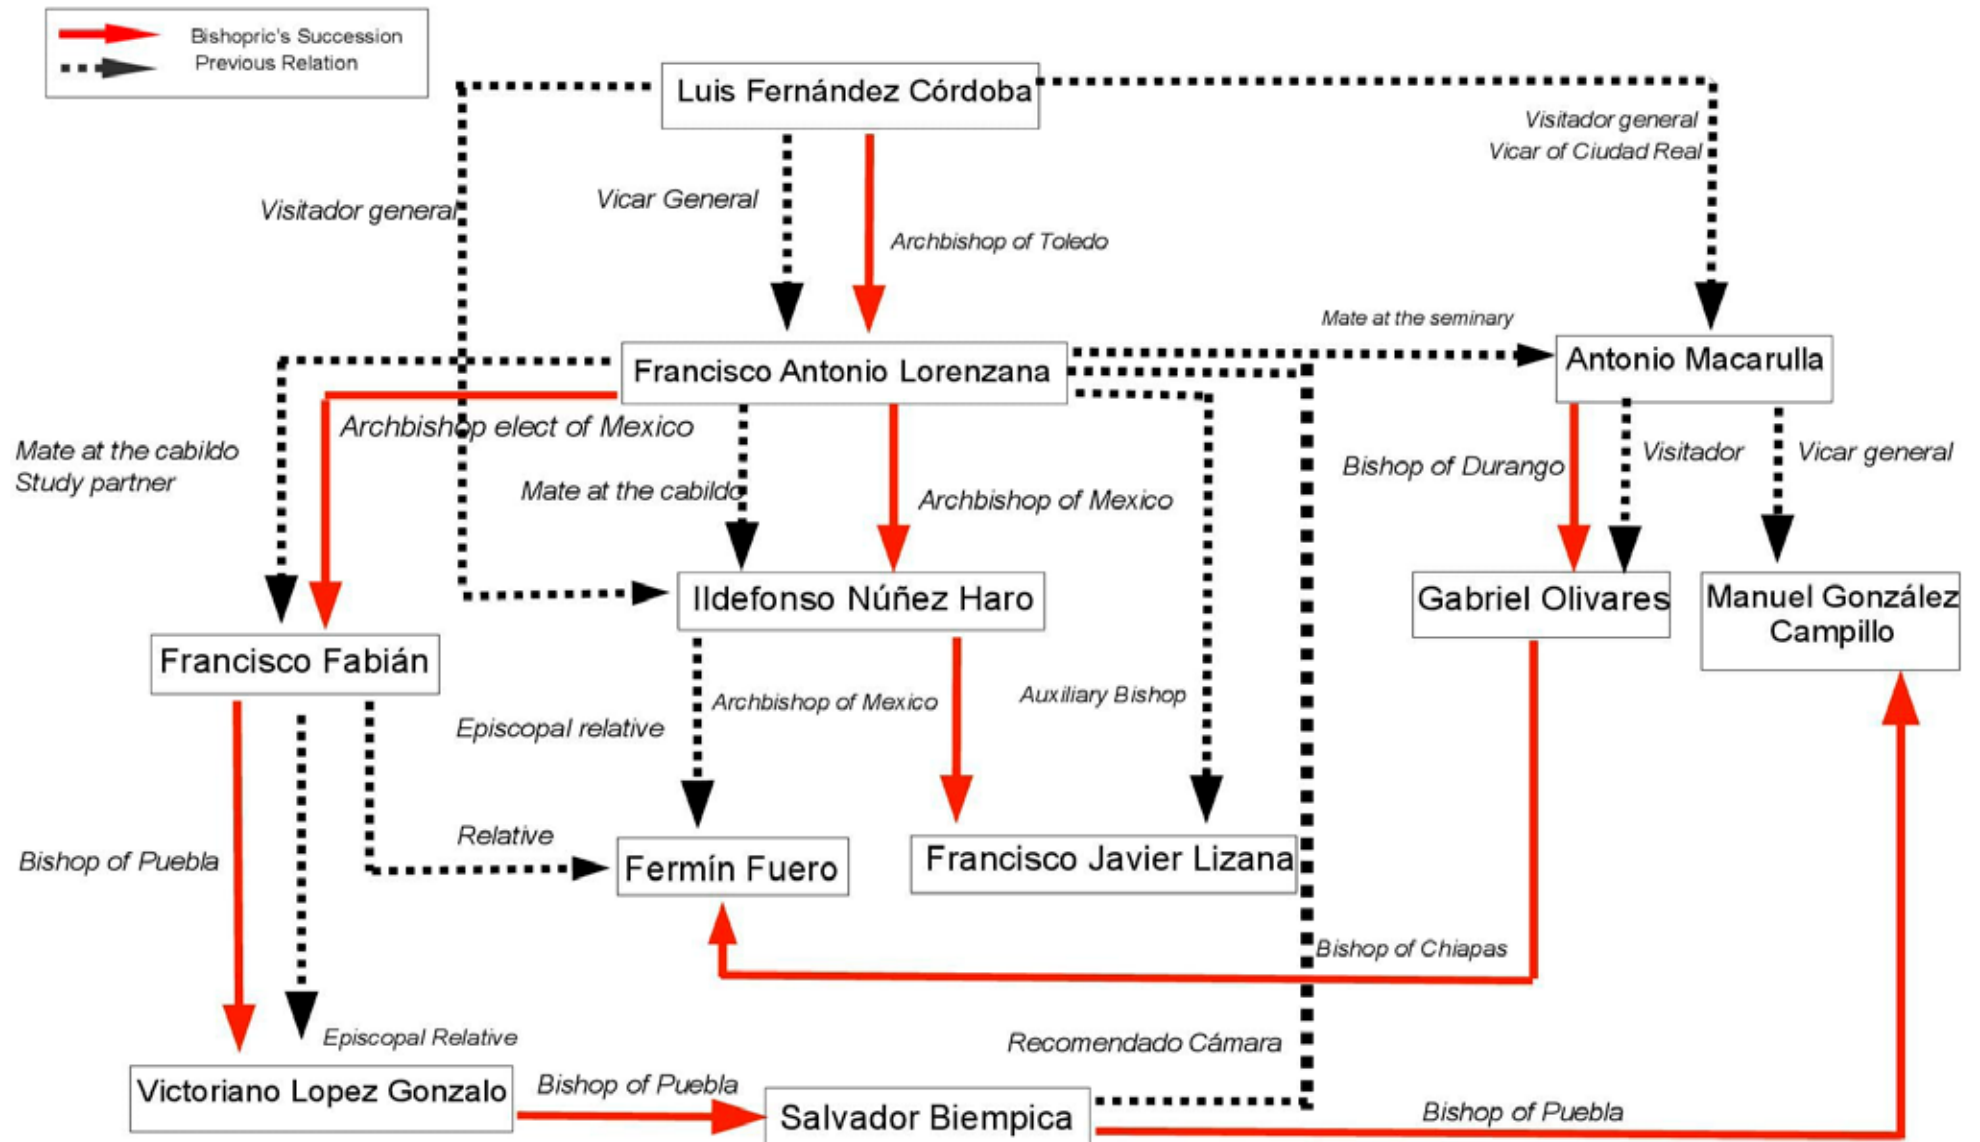 Bishopric's Succession
Previous Relation
Luis Fernández Córdoba
Visitador general
Vicar of Ciudad Real
Visitador general
Vicar General
Archbishop of Toledo
Mate at the seminary
Francisco Antonio Lorenzana
Antonio Macarulla
Archbishop elect of Mexico
Mate at the cabildo
Study partner
Mate at the cabildo
Archbishop of Mexico
Bishop of Durango
Visitador
Vicar general
Ildefonso Núñez Haro
Gabriel Olivares
Manuel González
Campillo
Francisco Fabián
Episcopal relative
Archbishop of Mexico
Auxiliary Bishop
Relative
Bishop of Puebla
Fermín Fuero
Francisco Javier Lizana
Bishop of Chiapas
Episcopal Relative
Recomendado Cámara
Victoriano Lopez Gonzalo
Bishop of Puebla
Salvador Biempica
Bishop of Puebla